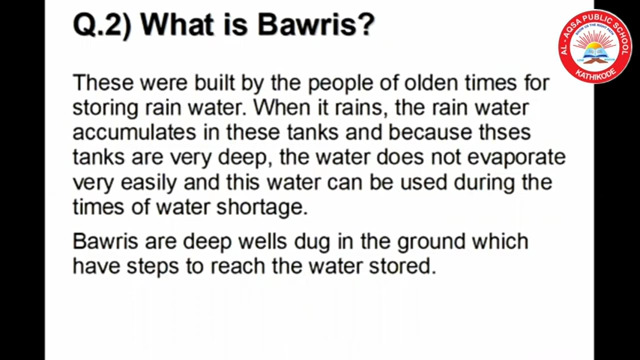 Q.2) What is Bawris?
These were built by the people of olden times for
storing rain water. When it rains, the rain water
accumulates in these tanks and because thses
tanks are very deep, the water does not evaporate
very easily and this water can be used during the
times of water shortage.
Bawris are deep wells dug in the ground which
have steps to reach the water stored.
AL-AQSA PUBLIC SCHOOL
KATHIKODE